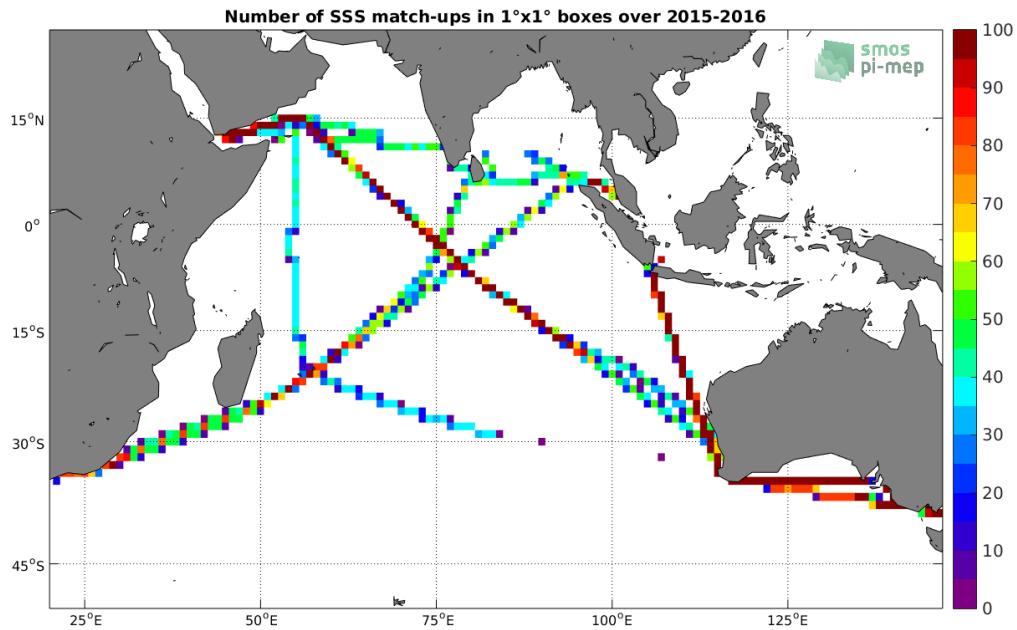 Number of SSS match-ups in 1°x1° boxes over 2015-2016
smos
pi-mep
15°N
0°
15°S
30°S
45°S
25°E
50°E
75°E
100°E
125°E
100
90
80
70
60
50
40
30
20
10
0